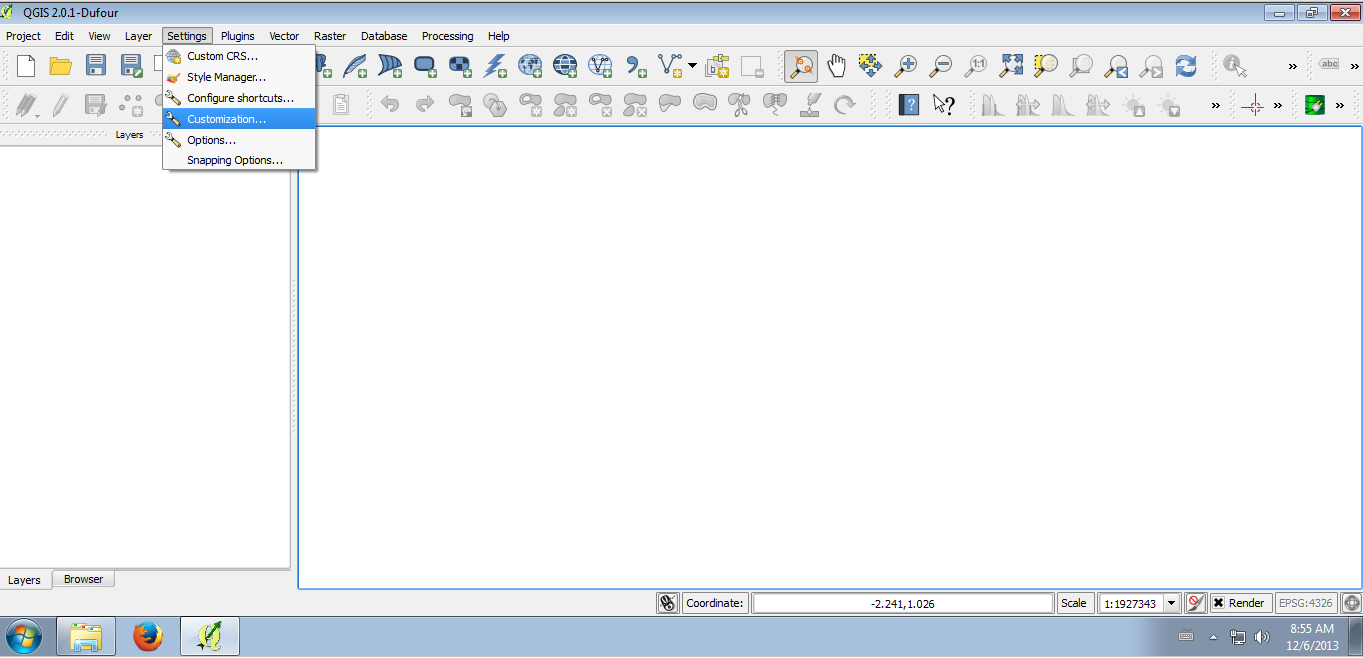 QGIS 2.0.1-Dufour
Project Edit View Layer Settings Plugins Vector Raster Database Processing Help
Custom CRS...
Style Manager...
Configure shortcuts...
Customization...
Options...
Snapping Options...
1:1
abc
Layers
Layers Browser
Coordinate: -2.241,1.026 Scale 1:1927343 Render EPSG:4326
8:55 AM
12/6/2013